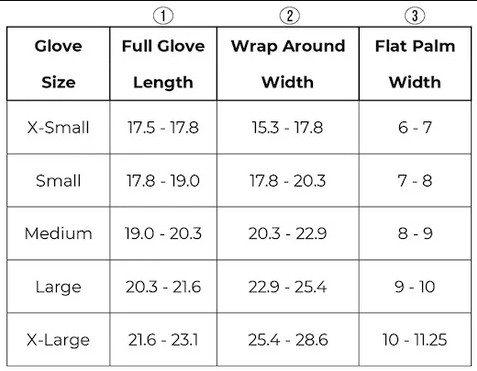 ① ② ③
Glove Size Full Glove Length Wrap Around Width Flat Palm Width
X-Small 17.5 - 17.8 15.3 - 17.8 6 - 7
Small 17.8 - 19.0 17.8 - 20.3 7 - 8
Medium 19.0 - 20.3 20.3 - 22.9 8 - 9
Large 20.3 - 21.6 22.9 - 25.4 9 - 10
X-Large 21.6 - 23.1 25.4 - 28.6 10 - 11.25